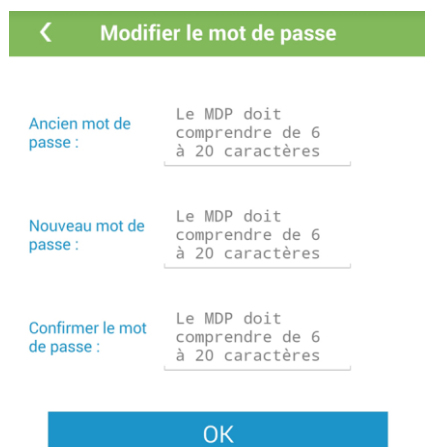 Modifier le mot de passe
Ancien mot de
passe :
Le MDP doit
comprendre de 6
à 20 caractères
Nouveau mot de
passe :
Le MDP doit
comprendre de 6
à 20 caractères
Confirmer le mot
de passe :
Le MDP doit
comprendre de 6
à 20 caractères
OK